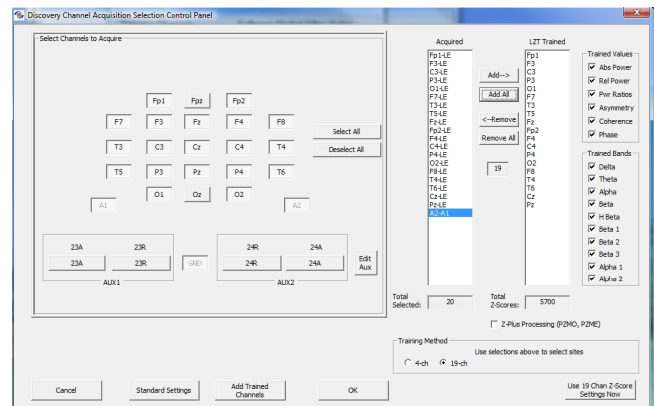 Discovery Channel Acquisition Selection Control Panel
Select Channels to Acquire
Fp1 Fpz Fp2
F7 F3 Fz F4 F8
T3 C3 Cz C4 T4
T5 P3 Pz P4 T6
O1 Oz O2
A1 A2
Select All
Deselect All
23A 23R 24R 24A
23A 23R GND 24R 24A
Edit Aux
AUX1 AUX2
Acquired
Fp1-LE
F3-LE
C3-LE
P3-LE
O1-LE
F7-LE
T3-LE
T5-LE
Fz-LE
Fp2-LE
F4-LE
C4-LE
P4-LE
O2-LE
F8-LE
T4-LE
T6-LE
Cz-LE
Pz-LE
A2-A1
Add-->
Add All
<--Remove
Remove All
19
LZT Trained
Fp1
F3
C3
P3
O1
F7
T3
T5
Fz
Fp2
F4
C4
P4
O2
F8
T4
T6
Cz
Pz
Trained Values
Abs Power
Rel Power
Pwr Ratios
Asymmetry
Coherence
Phase
Trained Bands
Delta
Theta
Alpha
Beta
H Beta
Beta 1
Beta 2
Beta 3
Alpha 1
Alpha 2
Total Selected: 20
Total Z-Scores: 5700
Z-Plus Processing (PZMO, PZME)
Training Method
Use selections above to select sites
4-ch 19-ch
Cancel
Standard Settings
Add Trained Channels
OK
Use 19 Chan Z-Score Settings Now